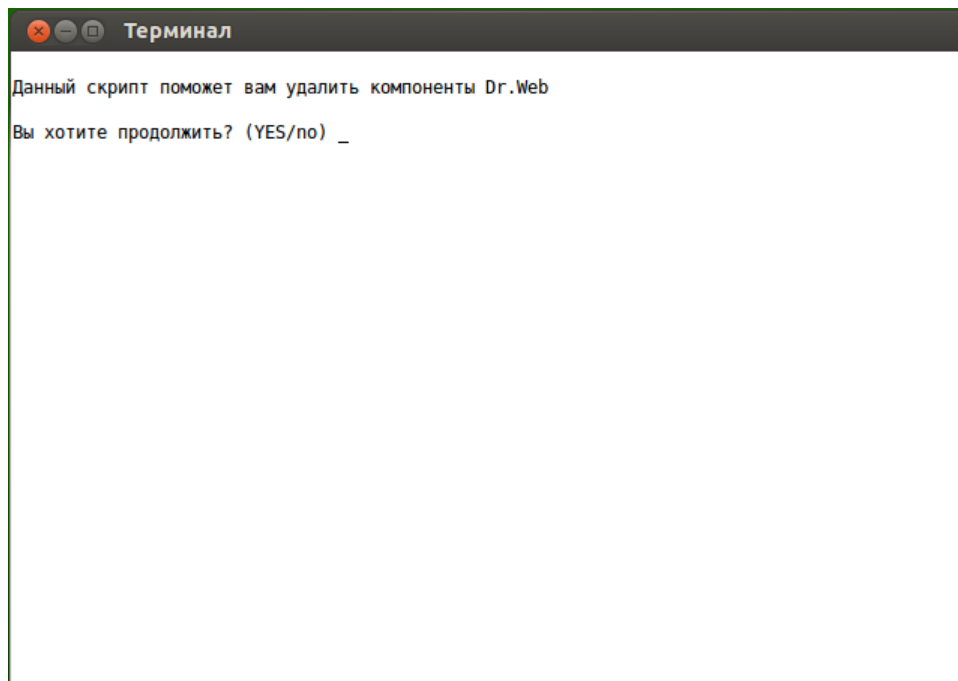 Терминал
Данный скрипт поможет вам удалить компоненты Dr.Web
Вы хотите продолжить? (YES/no) _